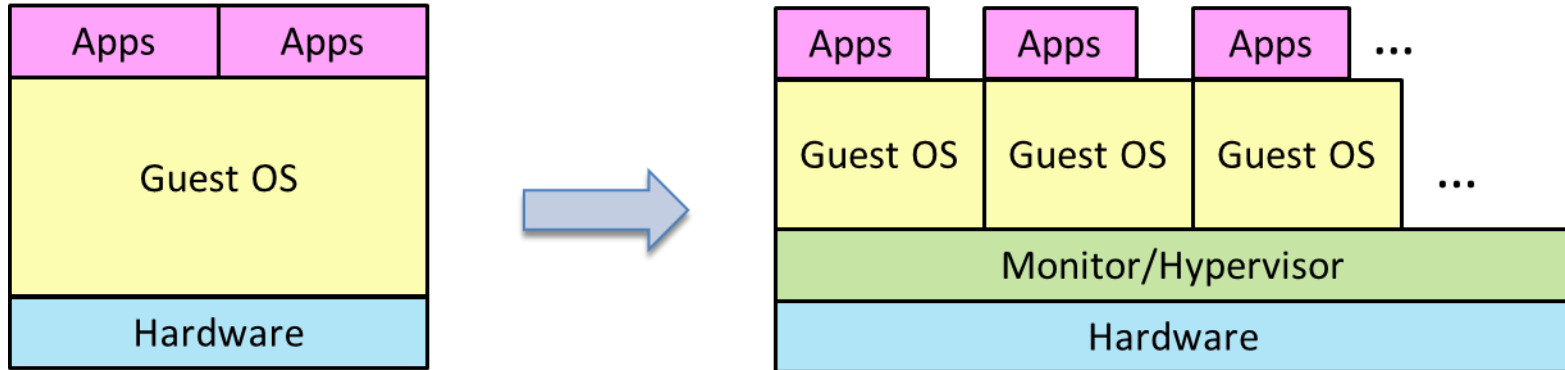 Apps Apps
Guest OS
Hardware
Apps Apps Apps ...
Guest OS Guest OS Guest OS ...
Monitor/Hypervisor
Hardware